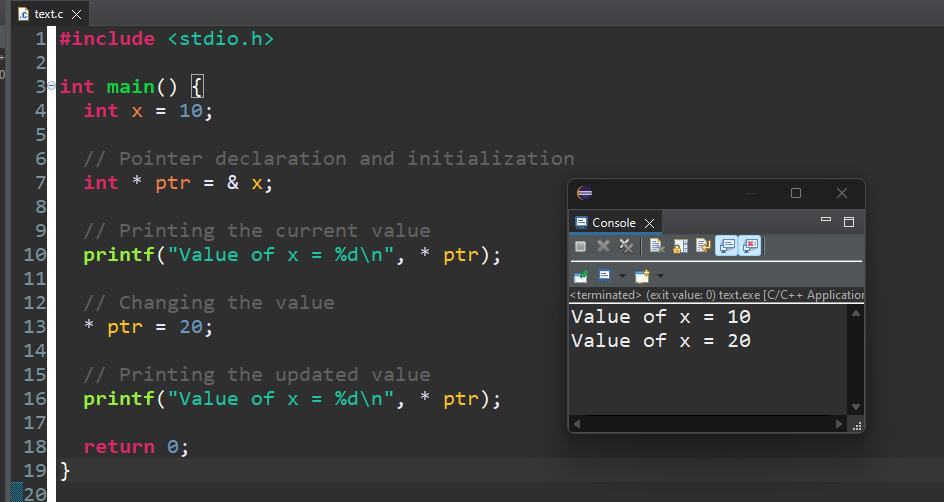 text.c
1 #include <stdio.h>
2
3 int main() {
4 int x = 10;
5
6 // Pointer declaration and initialization
7 int * ptr = & x;
8
9 // Printing the current value
10 printf("Value of x = %d\n", * ptr);
11
12 // Changing the value
13 * ptr = 20;
14
15 // Printing the updated value
16 printf("Value of x = %d\n", * ptr);
17
18 return 0;
19 }
20
Console
<terminated> (exit value: 0) text.exe [C/C++ Application
Value of x = 10
Value of x = 20